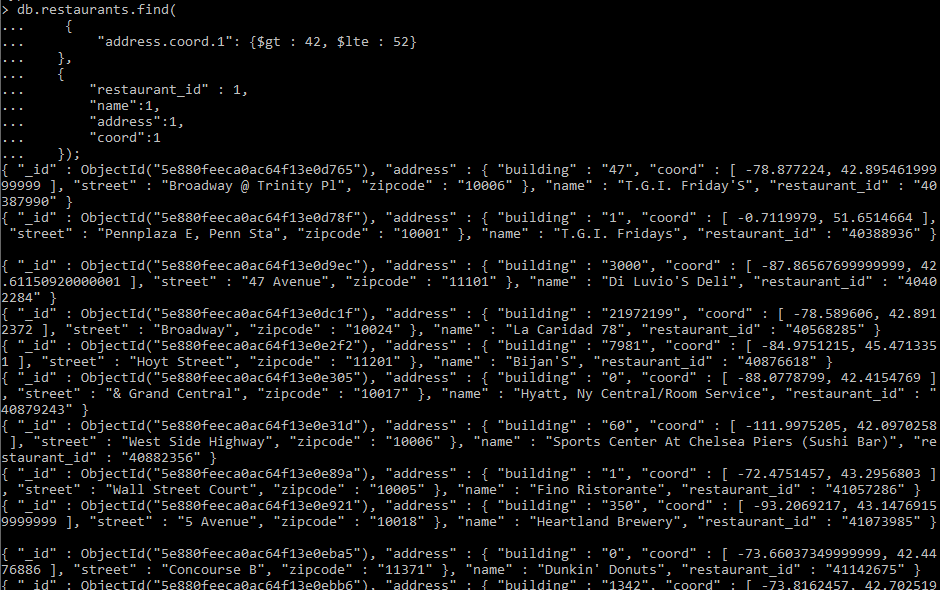 > db.restaurants.find(
...     {
...         "address.coord.1": {$gt : 42, $lte : 52}
...     },
...     {
...         "restaurant_id" : 1,
...         "name":1,
...         "address":1,
...         "coord":1
...     });
{ "_id" : ObjectId("5e880feeca0ac64f13e0d765"), "address" : { "building" : "47", "coord" : [ -78.877224, 42.895461999
99999 ], "street" : "Broadway @ Trinity Pl", "zipcode" : "10006" }, "name" : "T.G.I. Friday'S", "restaurant_id" : "40
387990" }
{ "_id" : ObjectId("5e880feeca0ac64f13e0d78f"), "address" : { "building" : "1", "coord" : [ -0.7119979, 51.6514664 ],
 "street" : "Pennplaza E, Penn Sta", "zipcode" : "10001" }, "name" : "T.G.I. Fridays", "restaurant_id" : "40388936" }
{ "_id" : ObjectId("5e880feeca0ac64f13e0d9ec"), "address" : { "building" : "3000", "coord" : [ -87.86567699999999, 42
.61150920000001 ], "street" : "47 Avenue", "zipcode" : "11101" }, "name" : "Di Luvio'S Deli", "restaurant_id" : "4040
2284" }
{ "_id" : ObjectId("5e880feeca0ac64f13e0dc1f"), "address" : { "building" : "21972199", "coord" : [ -78.589606, 42.891
2372 ], "street" : "Broadway", "zipcode" : "10024" }, "name" : "La Caridad 78", "restaurant_id" : "40568285" }
{ "_id" : ObjectId("5e880feeca0ac64f13e0e2f2"), "address" : { "building" : "7981", "coord" : [ -84.9751215, 45.471335
1 ], "street" : "Hoyt Street", "zipcode" : "11201" }, "name" : "Bijan'S", "restaurant_id" : "40876618" }
{ "_id" : ObjectId("5e880feeca0ac64f13e0e305"), "address" : { "building" : "0", "coord" : [ -88.0778799, 42.4154769 ]
, "street" : "& Grand Central", "zipcode" : "10017" }, "name" : "Hyatt, Ny Central/Room Service", "restaurant_id" : "
40879243" }
{ "_id" : ObjectId("5e880feeca0ac64f13e0e31d"), "address" : { "building" : "60", "coord" : [ -111.9975205, 42.0970258
 ], "street" : "West Side Highway", "zipcode" : "10006" }, "name" : "Sports Center At Chelsea Piers (Sushi Bar)", "re
staurant_id" : "40882356" }
{ "_id" : ObjectId("5e880feeca0ac64f13e0e89a"), "address" : { "building" : "1", "coord" : [ -72.4751457, 43.2956803 ]
, "street" : "Wall Street Court", "zipcode" : "10005" }, "name" : "Fino Ristorante", "restaurant_id" : "41057286" }
{ "_id" : ObjectId("5e880feeca0ac64f13e0e921"), "address" : { "building" : "350", "coord" : [ -93.2069217, 43.1476915
9999999 ], "street" : "5 Avenue", "zipcode" : "10018" }, "name" : "Heartland Brewery", "restaurant_id" : "41073985" }
{ "_id" : ObjectId("5e880feeca0ac64f13e0eba5"), "address" : { "building" : "0", "coord" : [ -73.66037349999999, 42.44
76886 ], "street" : "Concourse B", "zipcode" : "11371" }, "name" : "Dunkin' Donuts", "restaurant_id" : "41142675" }
{ "_id" : ObjectId("5e880feeca0ac64f13e0ebb6"), "address" : { "building" : "1342", "coord" : [ -73.8162457, 42.702519